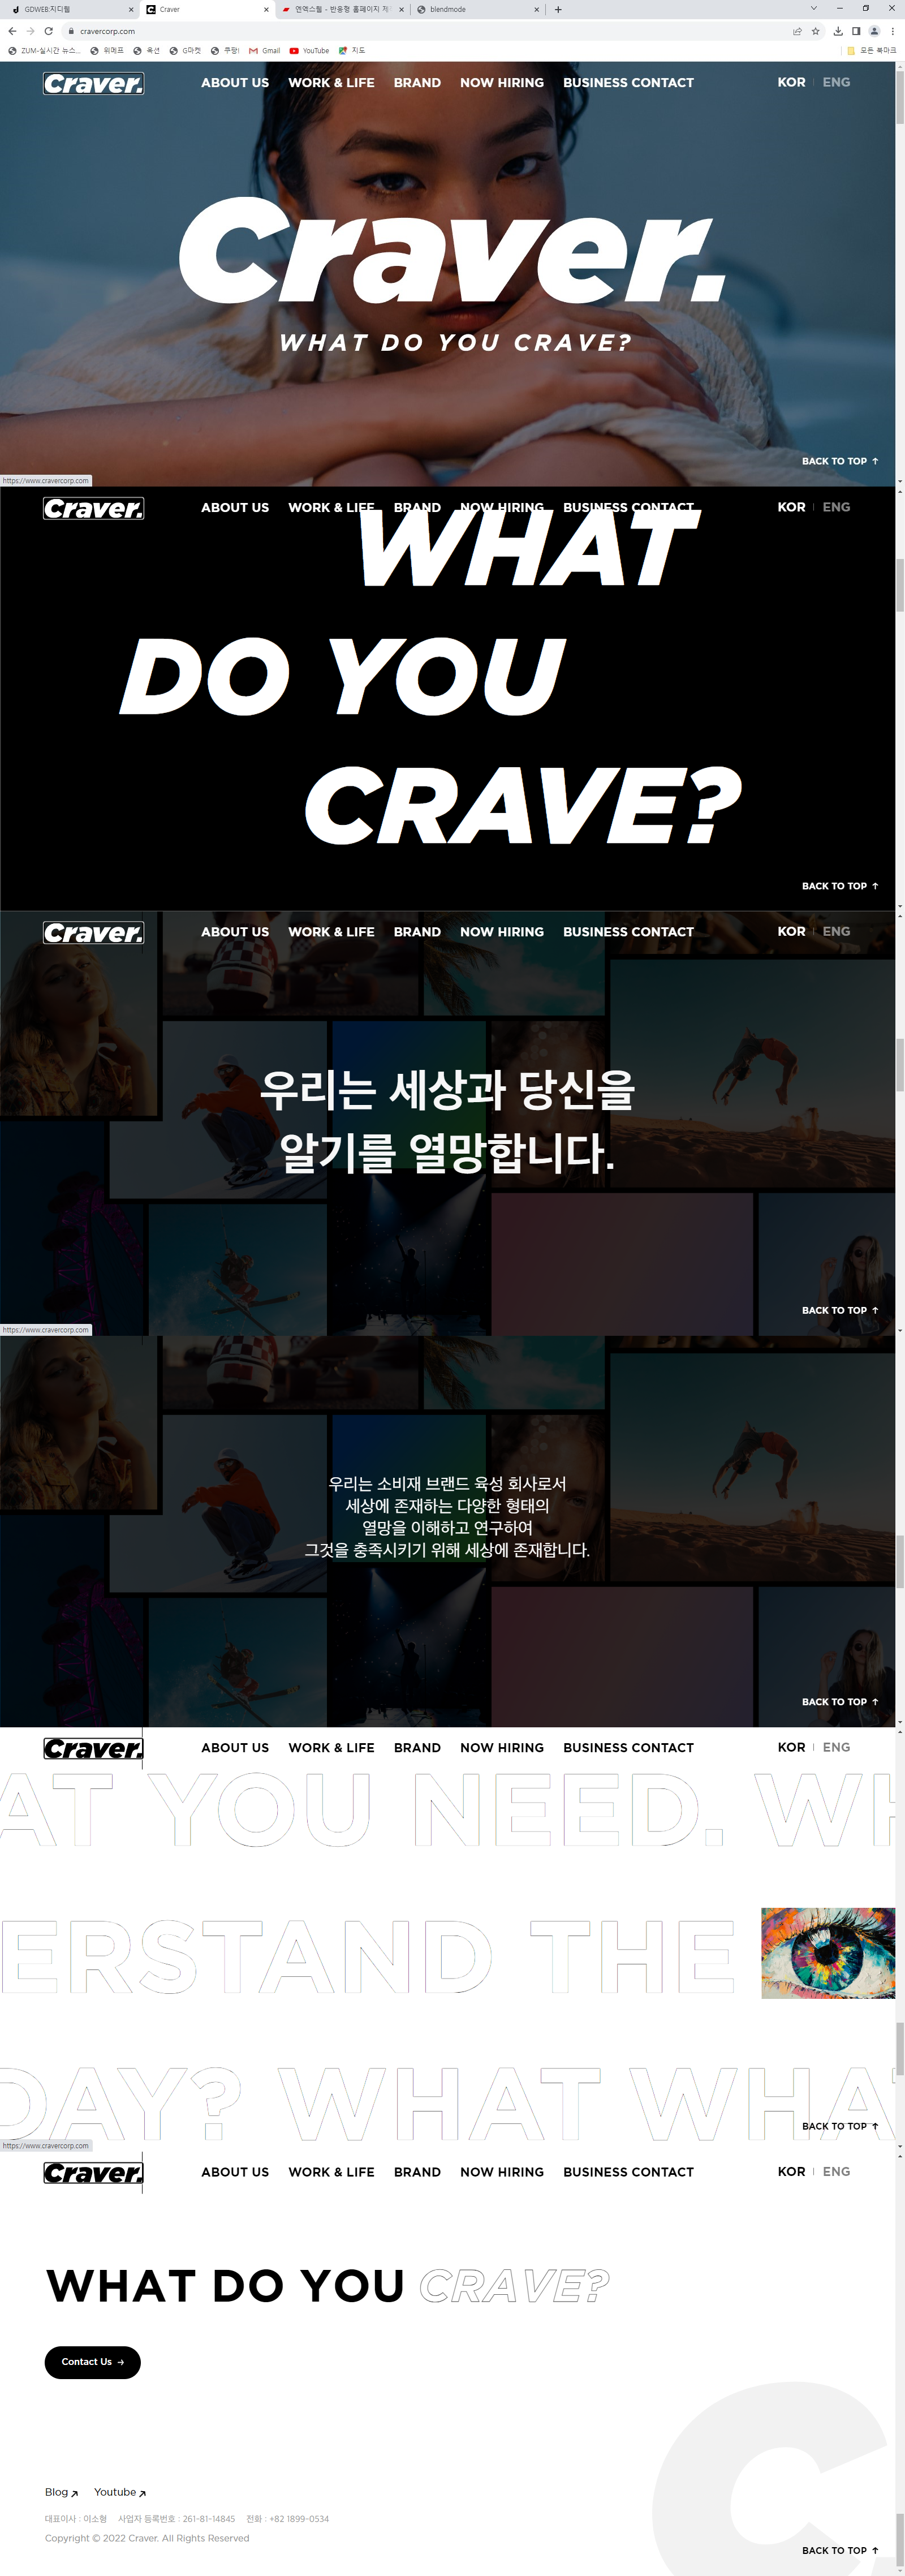 GDWEB:지디웹
Craver
blendmode
cravercorp.com
ZUM-실시간 뉴스...
위메프
옥션
G마켓
쿠팡!
Gmail
YouTube
지도
모든 북마크
Craver.
ABOUT US
WORK & LIFE
BRAND
NOW HIRING
BUSINESS CONTACT
KOR
ENG
Craver.
WHAT DO YOU CRAVE?
BACK TO TOP ↑
https://www.cravercorp.com
Craver.
ABOUT US
WORK & LIFE
BRAND
NOW HIRING
BUSINESS CONTACT
KOR
ENG
WHAT
DO YOU
CRAVE?
BACK TO TOP ↑
Craver.
ABOUT US
WORK & LIFE
BRAND
NOW HIRING
BUSINESS CONTACT
KOR
ENG
우리는 세상과 당신을
알기를 열망합니다.
BACK TO TOP ↑
https://www.cravercorp.com
우리는 소비재 브랜드 육성 회사로서
세상에 존재하는 다양한 형태의
열망을 이해하고 연구하여
그것을 충족시키기 위해 세상에 존재합니다.
BACK TO TOP ↑
Craver.
ABOUT US
WORK & LIFE
BRAND
NOW HIRING
BUSINESS CONTACT
KOR
ENG
AT YOU NEED. WH
ERSTAND THE
DAY? WHAT WHA
BACK TO TOP ↑
https://www.cravercorp.com
Craver.
ABOUT US
WORK & LIFE
BRAND
NOW HIRING
BUSINESS CONTACT
KOR
ENG
WHAT DO YOU CRAVE?
Contact Us →
Blog
Youtube
대표이사 : 이소형 사업자 등록번호 : 261-81-14845 전화 : +82 1899-0534
Copyright © 2022 Craver. All Rights Reserved
C
BACK TO TOP ↑